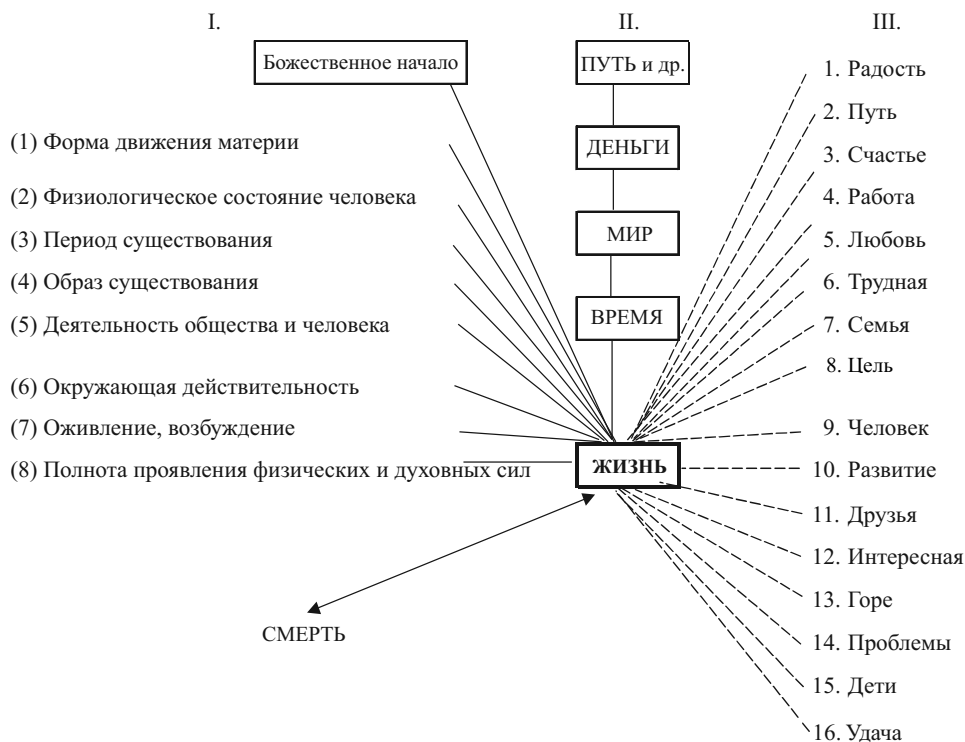 I.
II.
III.
Божественное начало
(1) Форма движения материи
(2) Физиологическое состояние человека
(3) Период существования
(4) Образ существования
(5) Деятельность общества и человека
(6) Окружающая действительность
(7) Оживление, возбуждение
(8) Полнота проявления физических и духовных сил
СМЕРТЬ
ПУТЬ и др.
ДЕНЬГИ
МИР
ВРЕМЯ
ЖИЗНЬ
1. Радость
2. Путь
3. Счастье
4. Работа
5. Любовь
6. Трудная
7. Семья
8. Цель
9. Человек
10. Развитие
11. Друзья
12. Интересная
13. Горе
14. Проблемы
15. Дети
16. Удача